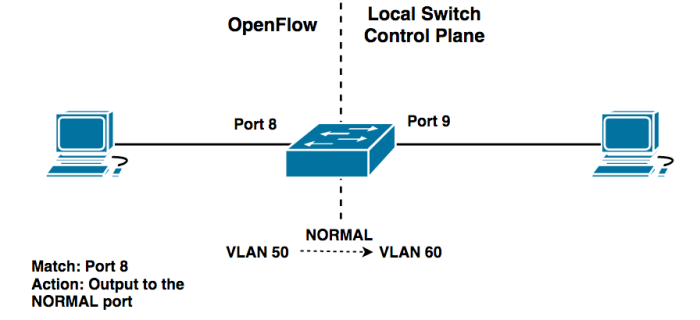 OpenFlow
Local Switch
Control Plane
Port 8
Port 9
NORMAL
VLAN 50
VLAN 60
Match: Port 8
Action: Output to the
NORMAL port